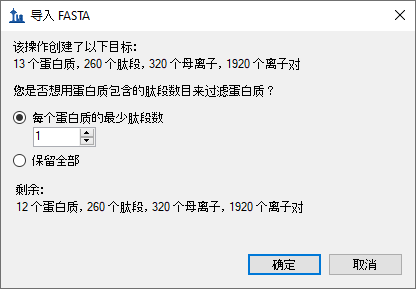 导入 FASTA
该操作创建了以下目标:
13 个蛋白质, 260 个肽段, 320 个母离子, 1920 个离子对
您是否想用蛋白质包含的肽段数目来过滤蛋白质？
每个蛋白质的最少肽段数
1
保留全部
剩余:
12 个蛋白质, 260 个肽段, 320 个母离子, 1920 个离子对
确定
取消